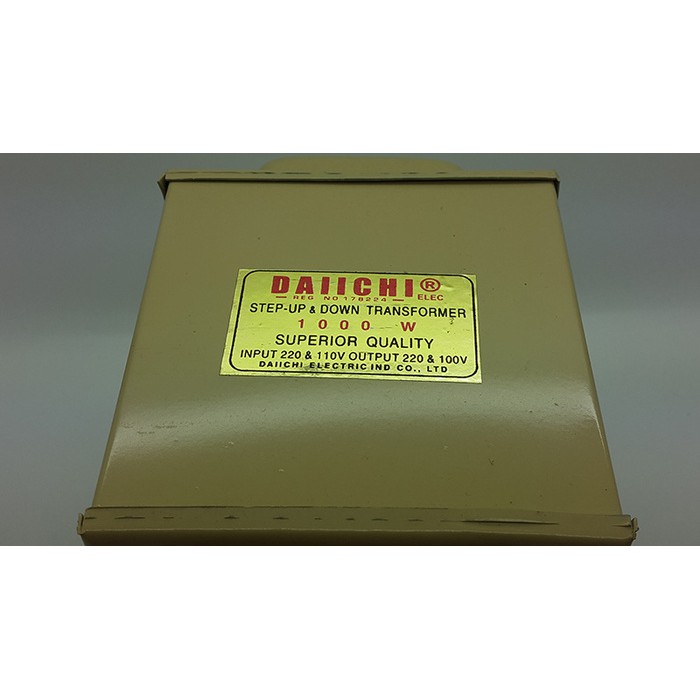 DAIICHI® ELEC
— REG NO 178224 —
STEP-UP & DOWN TRANSFORMER
1000 W
SUPERIOR QUALITY
INPUT 220 & 110V OUTPUT 220 & 100V
DAIICHI ELECTRIC IND CO., LTD